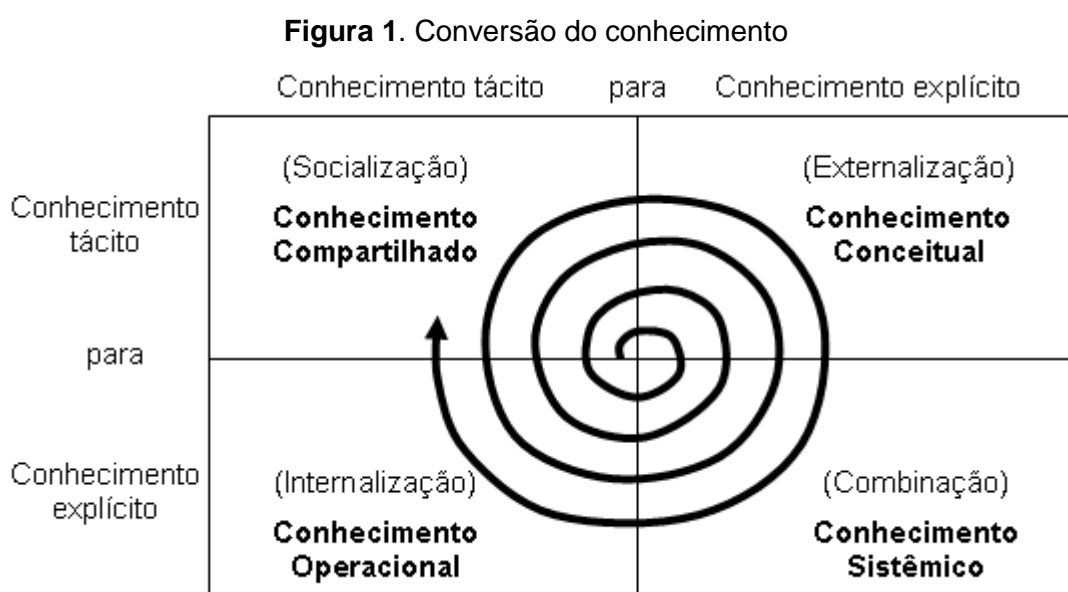 Figura 1. Conversão do conhecimento
Conhecimento tácito para Conhecimento explícito
(Socialização)
Conhecimento
Compartilhado
(Externalização)
Conhecimento
Conceitual
Conhecimento
tácito
para
Conhecimento
explícito
(Internalização)
Conhecimento
Operacional
(Combinação)
Conhecimento
Sistêmico